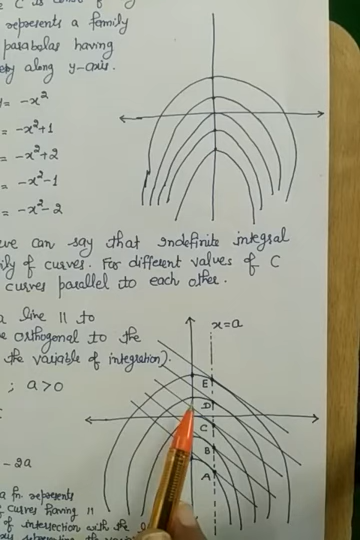 represents a family
parabolas having
along y-axis.
= -x²
= -x²+1
= -x²+2
= -x²-1
= -x²-2
we can say that indefinite integral
family of curves. For different values of C
curves parallel to each other.
a line || to
orthogonal to the
the variable of integration).
x=a
; a>0
E
D
C
B
- 2a
A
a fn. represents
curves having ||
of intersection with the